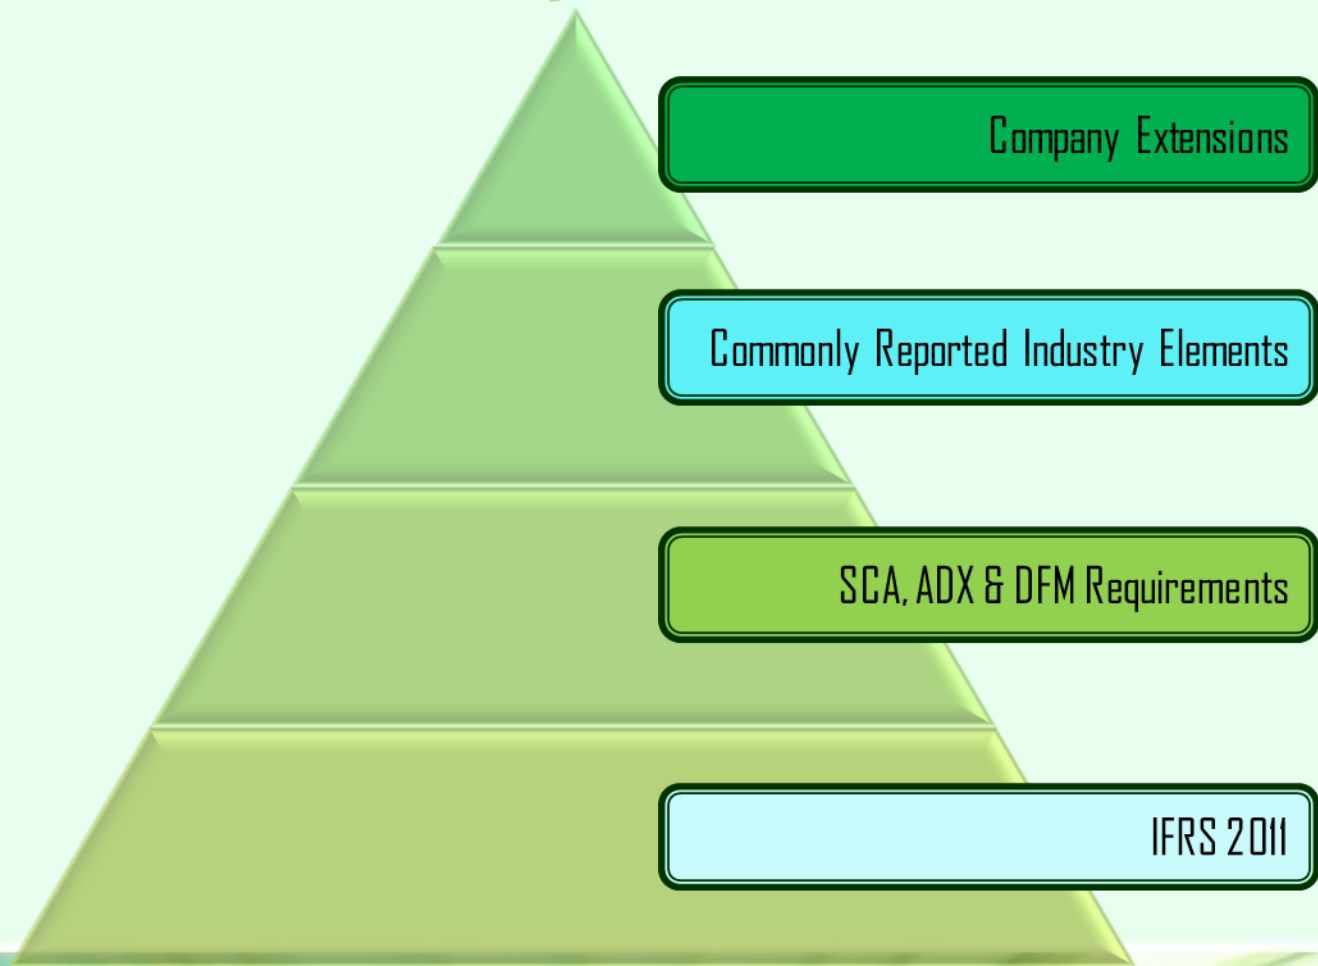 Company Extensions
Commonly Reported Industry Elements
SCA, ADX & DFM Requirements
IFRS 2011